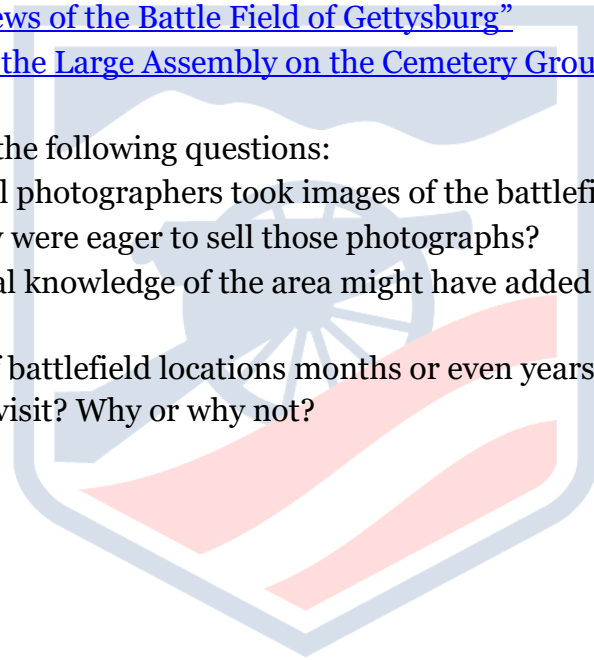 ews of the Battle Field of Gettysburg”
the Large Assembly on the Cemetery
the following questions:
l photographers took images of the
were eager to sell those photographs?
al knowledge of the area might have added
battlefield locations months or even years
visit? Why or why not?